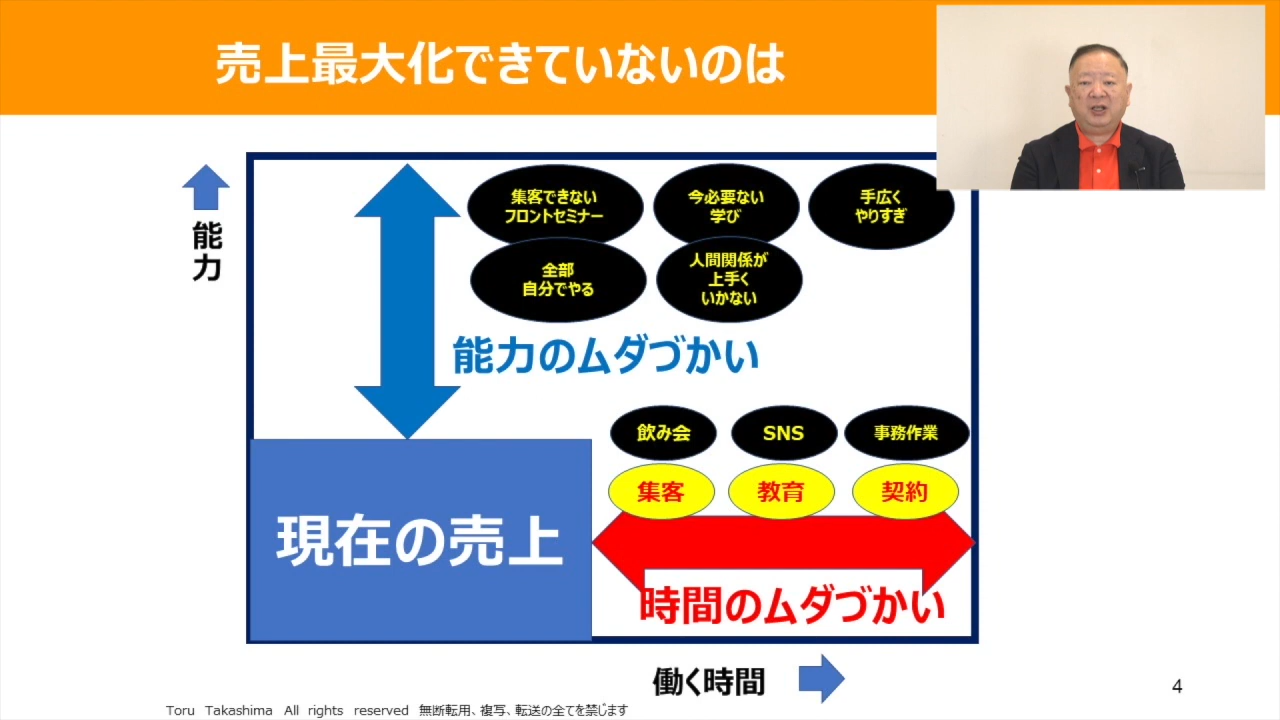 売上最大化できていないのは
能力
集客できない
フロントセミナー
今必要ない
学び
手広く
やりすぎ
全部
自分でやる
人間関係が
上手く
いかない
能力のムダづかい
飲み会
SNS
事務作業
集客
教育
契約
現在の売上
時間のムダづかい
働く時間
4
Toru Takashima All rights reserved 無断転用、複写、転送の全てを禁じます